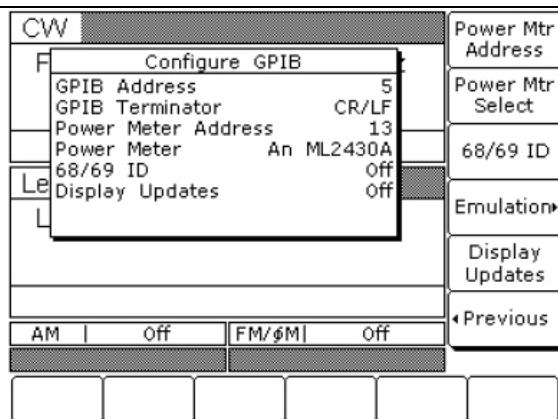 CW
F
Configure GPIB
GPIB Address 5
GPIB Terminator CR/LF
Power Meter Address 13
Power Meter An ML2430A
68/69 ID Off
Display Updates Off
Le
L
AM | Off FM/ϕM| Off
Power Mtr
Address
Power Mtr
Select
68/69 ID
Emulation▸
Display
Updates
◂Previous